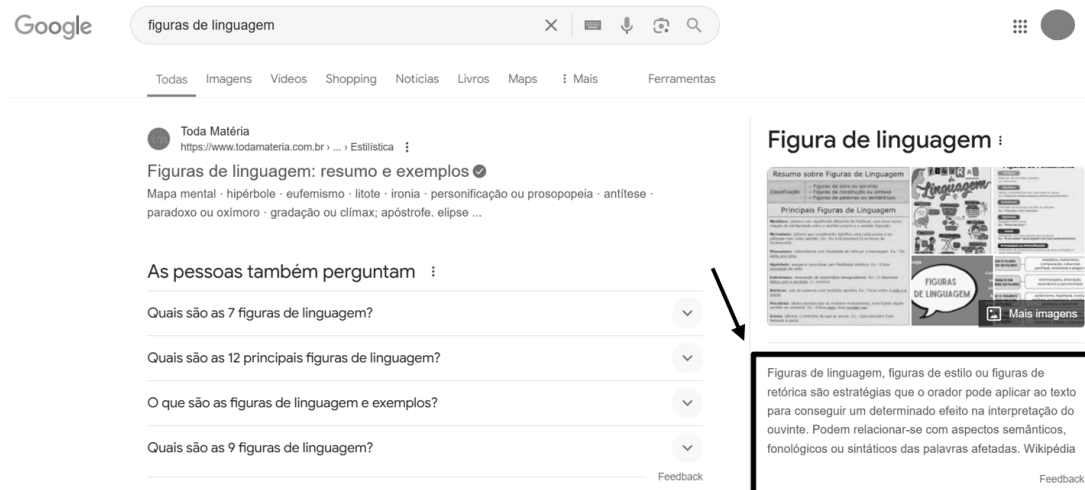 Google
figuras de linguagem
Todas Imagens Vídeos Shopping Notícias Livros Maps Mais Ferramentas
Toda Matéria
https://www.todamateria.com.br › ... › Estilística
Figuras de linguagem: resumo e exemplos
Mapa mental · hipérbole · eufemismo · litote · ironia · personificação ou prosopopeia · antítese ·
paradoxo ou oxímoro · gradação ou clímax; apóstrofe. elipse ...
As pessoas também perguntam
Quais são as 7 figuras de linguagem?
Quais são as 12 principais figuras de linguagem?
O que são as figuras de linguagem e exemplos?
Quais são as 9 figuras de linguagem?
Feedback
Figura de linguagem
Resumo sobre Figuras de Linguagem
Principais Figuras de Linguagem
Linguagem
FIGURAS
DE LINGUAGEM
Mais imagens
Figuras de linguagem, figuras de estilo ou figuras de
retórica são estratégias que o orador pode aplicar ao texto
para conseguir um determinado efeito na interpretação do
ouvinte. Podem relacionar-se com aspectos semânticos,
fonológicos ou sintáticos das palavras afetadas. Wikipédia
Feedback